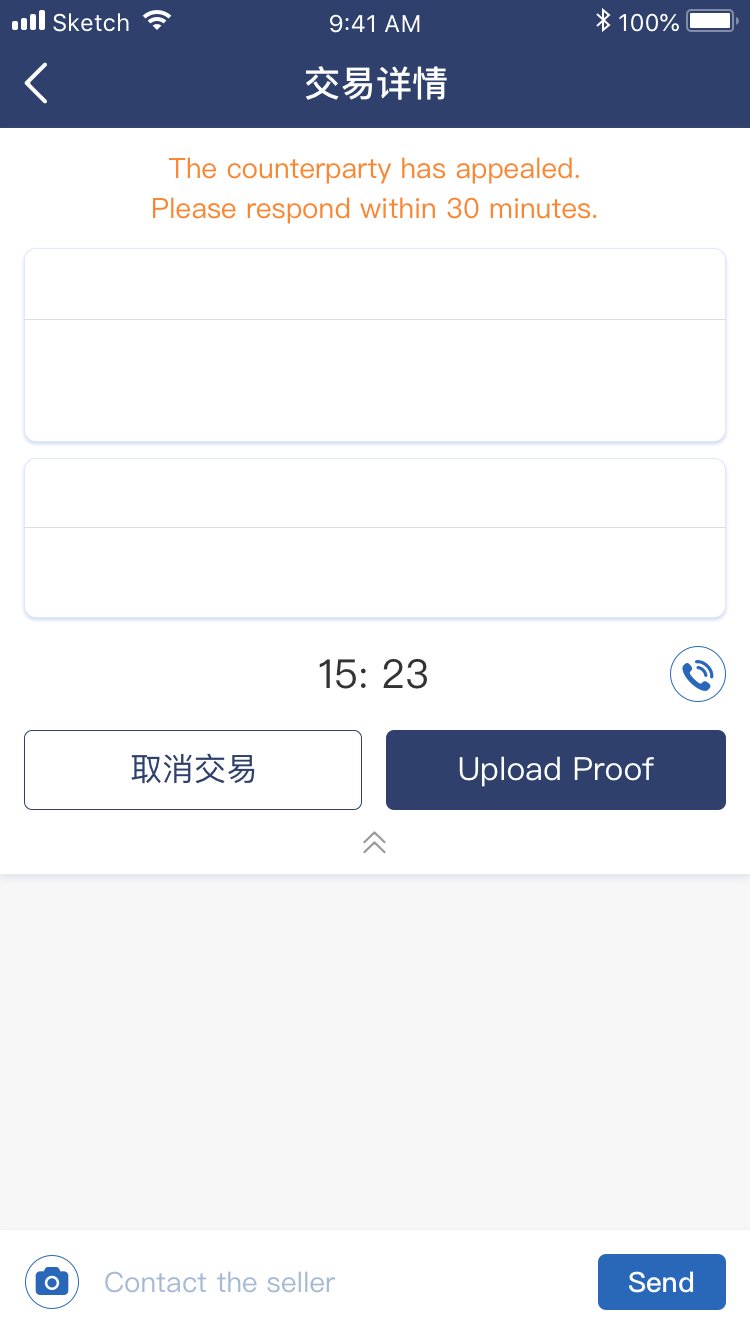 Sketch
9:41 AM
100%
交易详情
The counterparty has appealed.
Please respond within 30 minutes.
15: 23
取消交易
Upload Proof
Contact the seller
Send